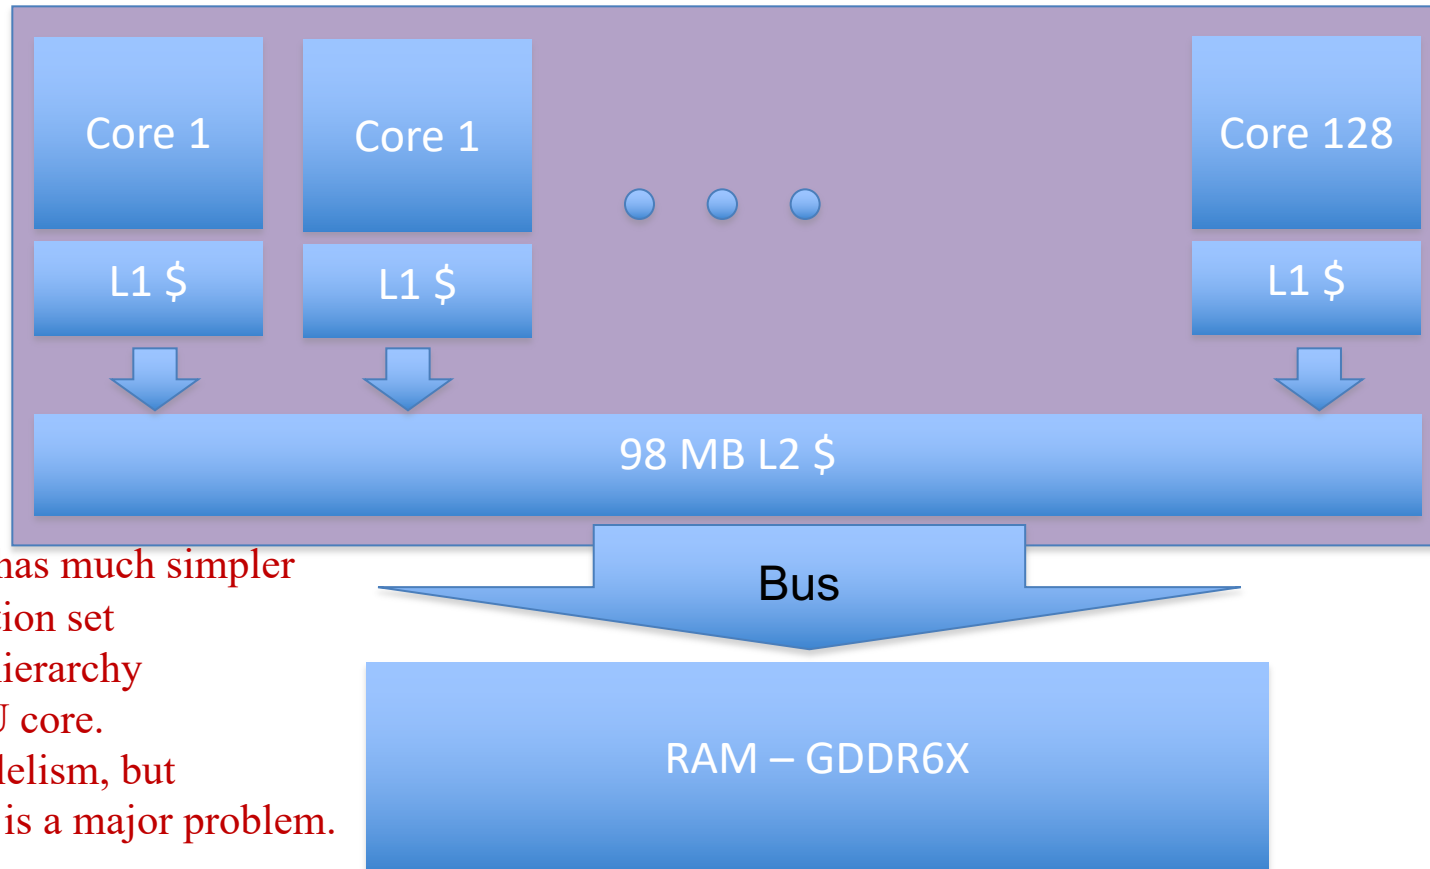 Core 1
Core 1
Core 128
L1 $
L1 $
L1 $
98 MB L2 $
Bus
RAM – GDDR6X
has much simpler
tion set
ierarchy
U core.
lelism, but
is a major problem.